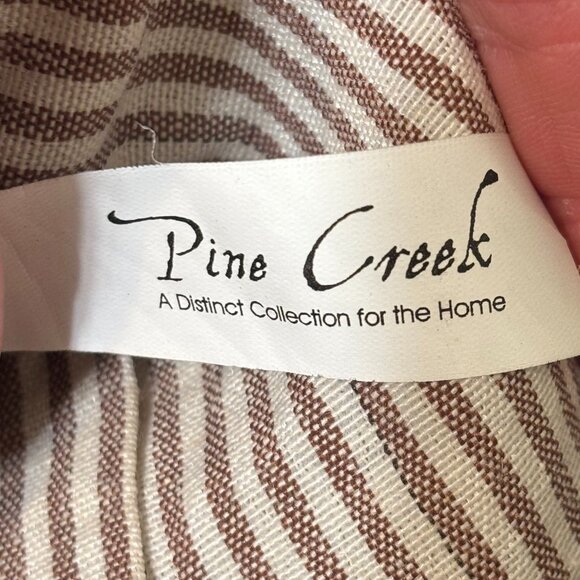 Pine Creek
A Distinct Collection for the Home